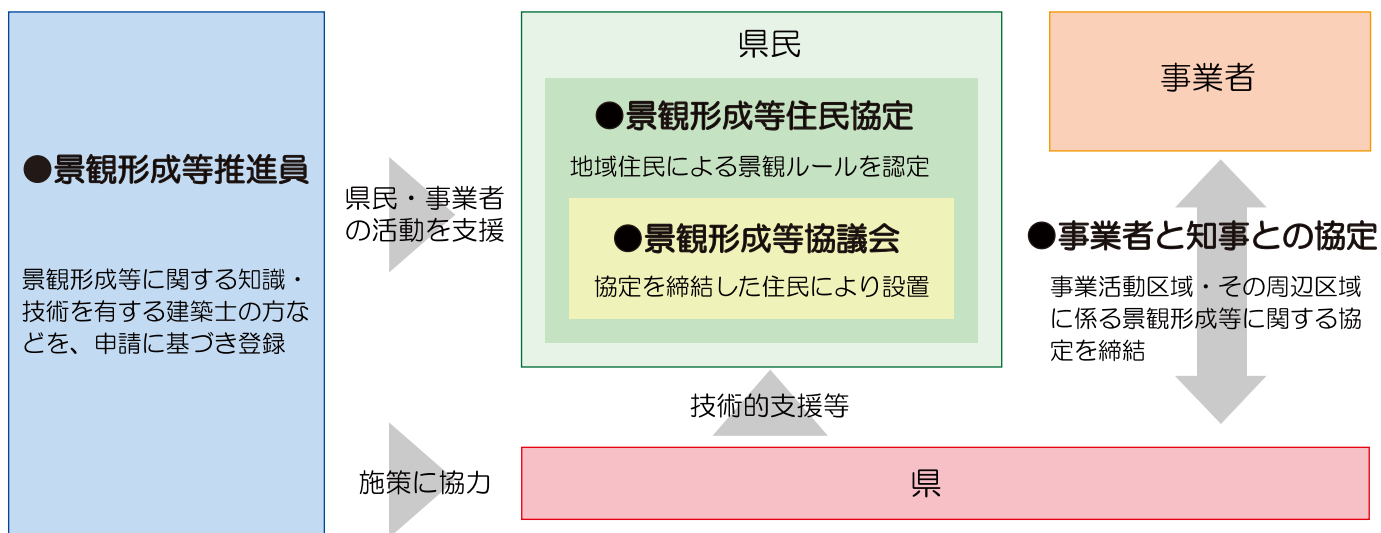 ●景観形成等推進員
景観形成等に関する知識・
技術を有する建築士の方な
どを、申請に基づき登録
県民・事業者
の活動を支援
施策に協力
県民
●景観形成等住民協定
地域住民による景観ルールを認定
●景観形成等協議会
協定を締結した住民により設置
技術的支援等
県
事業者
●事業者と知事との協定
事業活動区域・その周辺区域
に係る景観形成等に関する協
定を締結